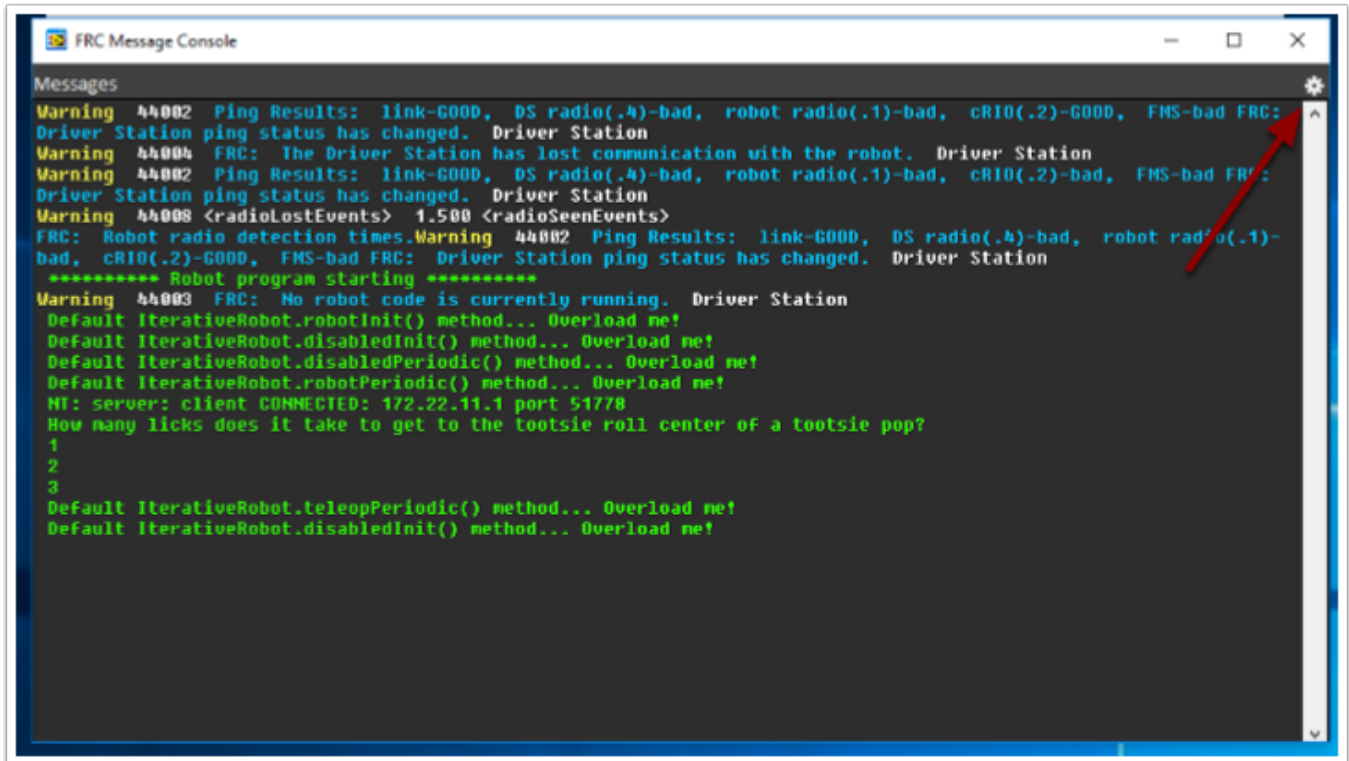 FRC Message Console
Messages
Warning 44002 Ping Results: link-GOOD, DS radio(.4)-bad, robot radio(.1)-bad, cRIO(.2)-GOOD, FMS-bad FRC:
Driver Station ping status has changed. Driver Station
Warning 44004 FRC: The Driver Station has lost communication with the robot. Driver Station
Warning 44002 Ping Results: link-GOOD, DS radio(.4)-bad, robot radio(.1)-bad, cRIO(.2)-bad, FMS-bad FRC:
Driver Station ping status has changed. Driver Station
Warning 44008 <radioLostEvents> 1.500 <radioSeenEvents>
FRC: Robot radio detection times.Warning 44002 Ping Results: link-GOOD, DS radio(.4)-bad, robot radio(.1)-
bad, cRIO(.2)-GOOD, FMS-bad FRC: Driver Station ping status has changed. Driver Station
********** Robot program starting **********
Warning 44003 FRC: No robot code is currently running. Driver Station
Default IterativeRobot.robotInit() method... Overload me!
Default IterativeRobot.disabledInit() method... Overload me!
Default IterativeRobot.disabledPeriodic() method... Overload me!
Default IterativeRobot.robotPeriodic() method... Overload me!
NT: server: client CONNECTED: 172.22.11.1 port 51778
How many licks does it take to get to the tootsie roll center of a tootsie pop?
1
2
3
Default IterativeRobot.teleopPeriodic() method... Overload me!
Default IterativeRobot.disabledInit() method... Overload me!